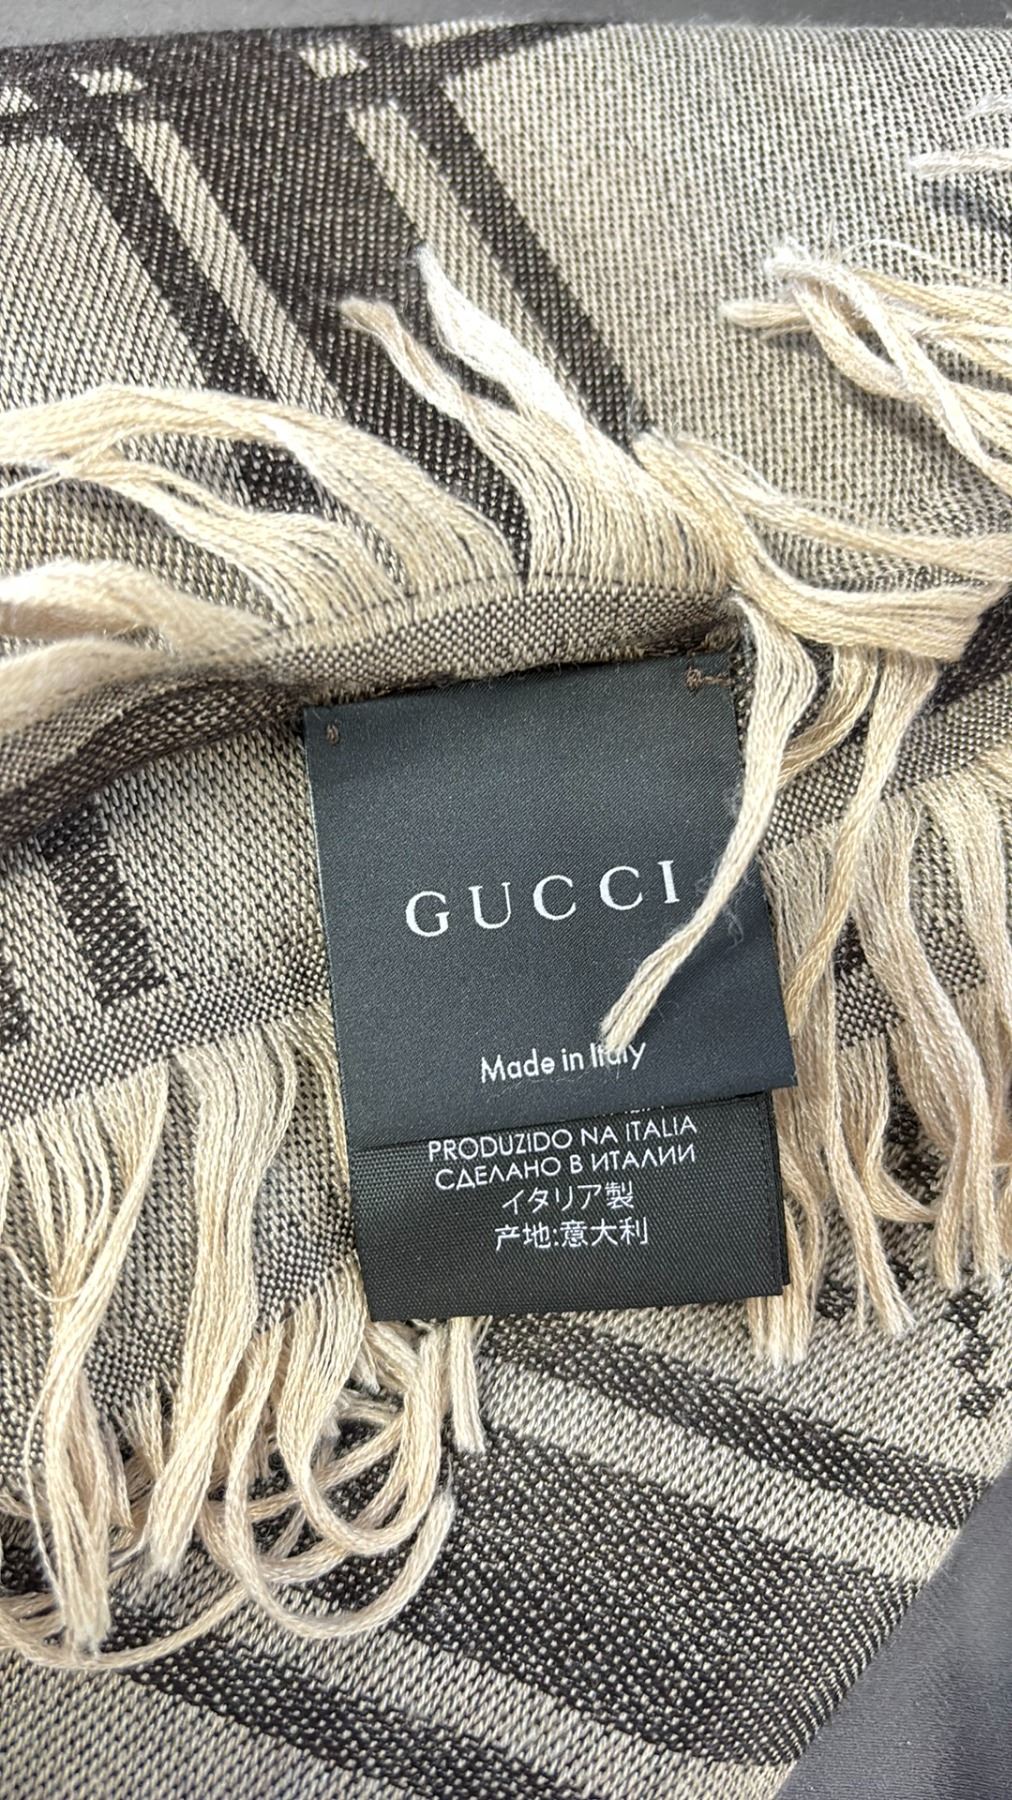 GUCCI
Made in Italy
PRODUZIDO NA ITALIA
СДЕЛАНО В ИТАЛИИ
イタリア製
产地:意大利